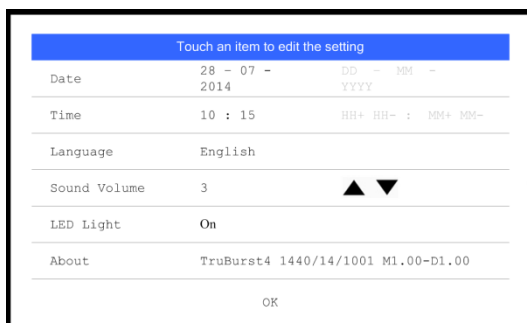 Touch an item to edit the setting
Date 28 – 07 – 2014 DD – MM – YYYY
Time 10 : 15 HH+ HH- : MM+ MM-
Language English
Sound Volume 3 ▲ ▼
LED Light On
About TruBurst4 1440/14/1001 M1.00-D1.00
OK